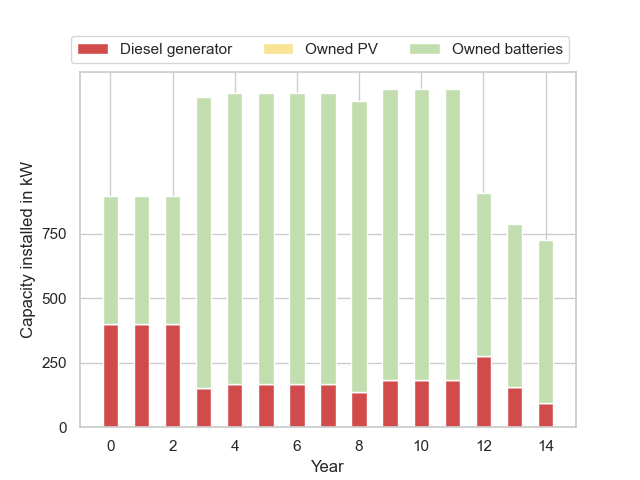 Diesel generator Owned PV Owned batteries
Capacity installed in kW
750
500
250
0
0 2 4 6 8 10 12 14
Year